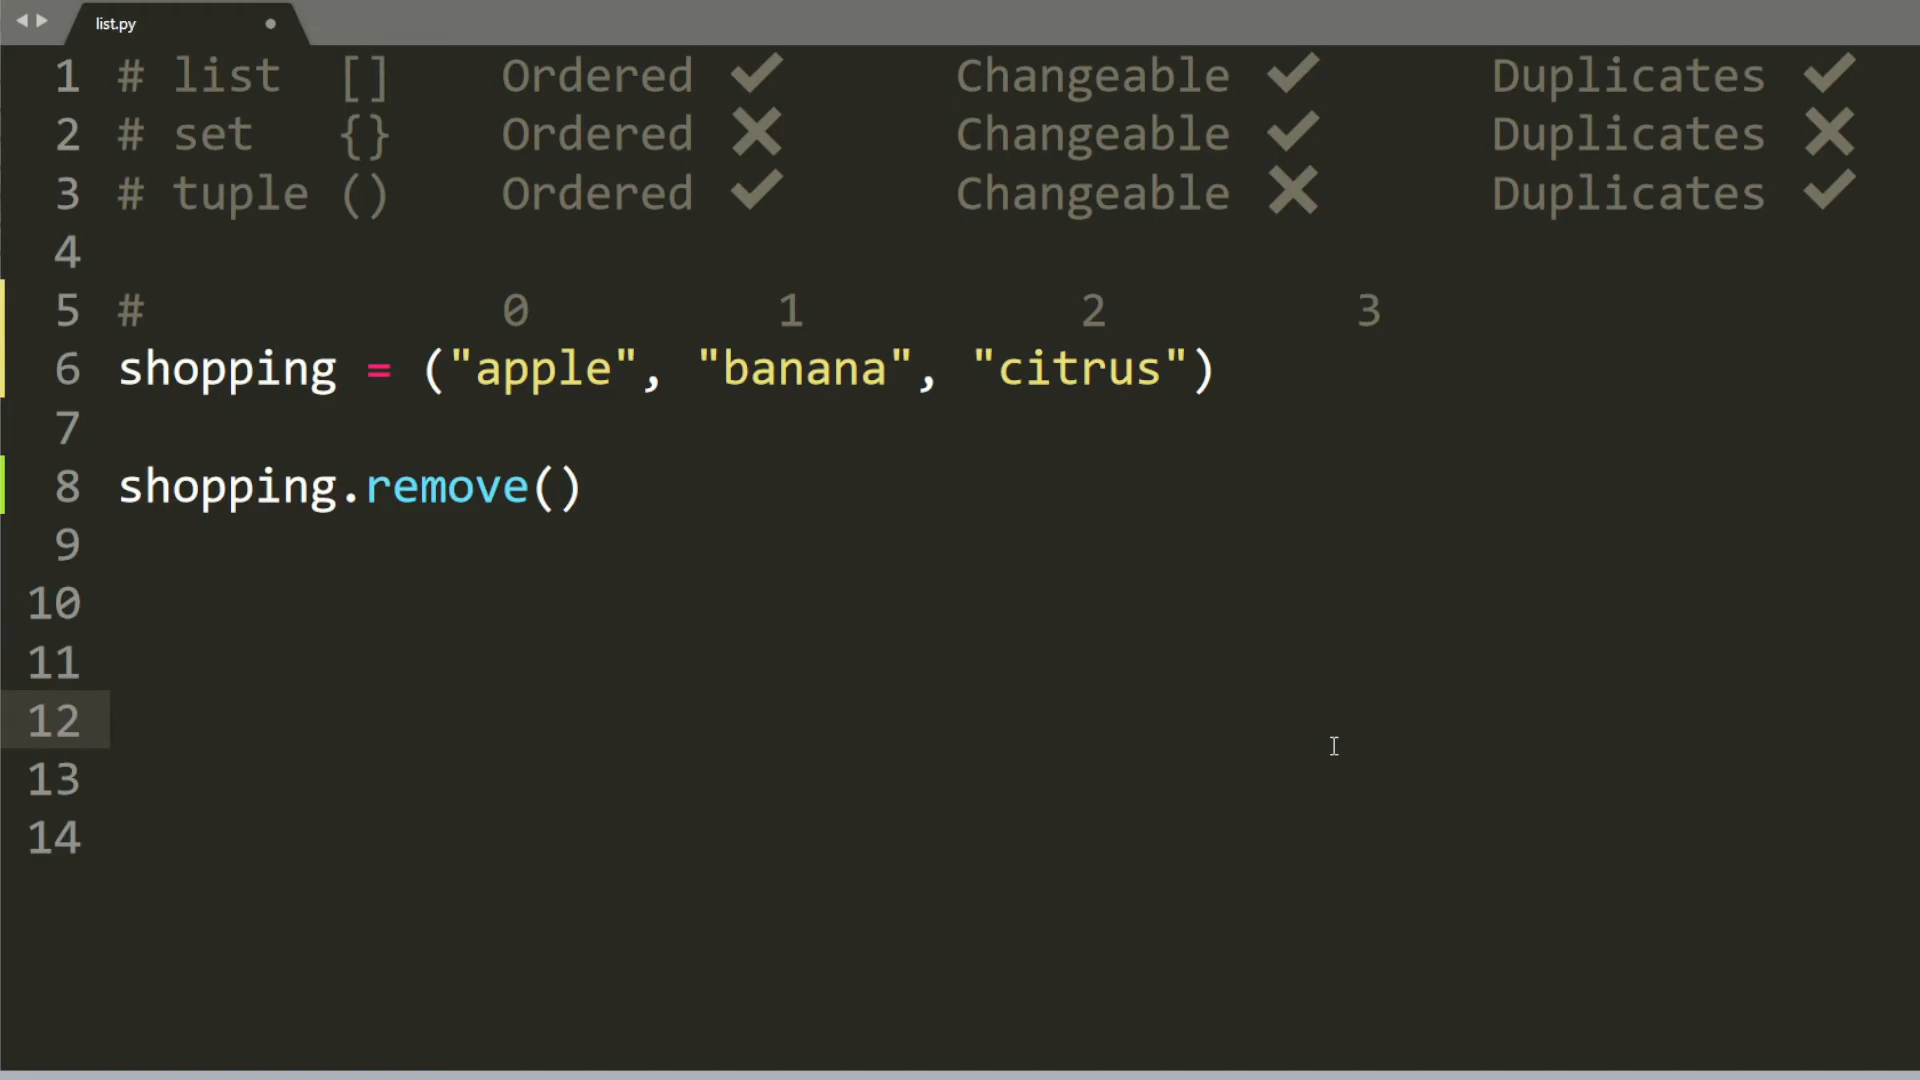 list.py
1 # list [] Ordered ✔ Changeable ✔ Duplicates ✔
2 # set {} Ordered ✖ Changeable ✔ Duplicates ✖
3 # tuple () Ordered ✔ Changeable ✖ Duplicates ✔
4
5 # 0 1 2 3
6 shopping = ("apple", "banana", "citrus")
7
8 shopping.remove()
9
10
11
12
13
14